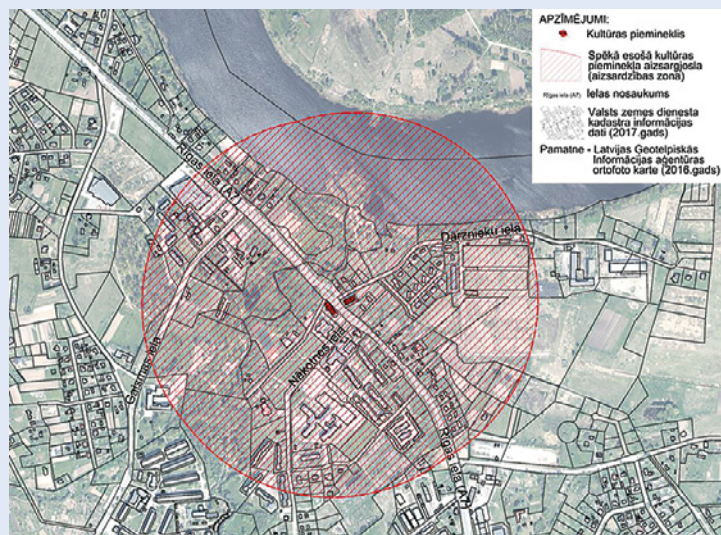 APZĪMĒJUMI:
Kultūras piemineklis
Spēkā esošā kultūras
pieminekļa aizsargjosla
(aizsardzības zona)
Rīgas iela (A7) Ielas nosaukums
Valsts zemes dienesta
kadastra informācijas
dati (2017.gads)
Pamatne - Latvijas Ģeotelpiskās
Informācijas aģentūras
ortofoto karte (2016.gads)
Rīgas iela (A7)
Dārznieku iela
Nākotnes iela
Rīgas iela (A7)